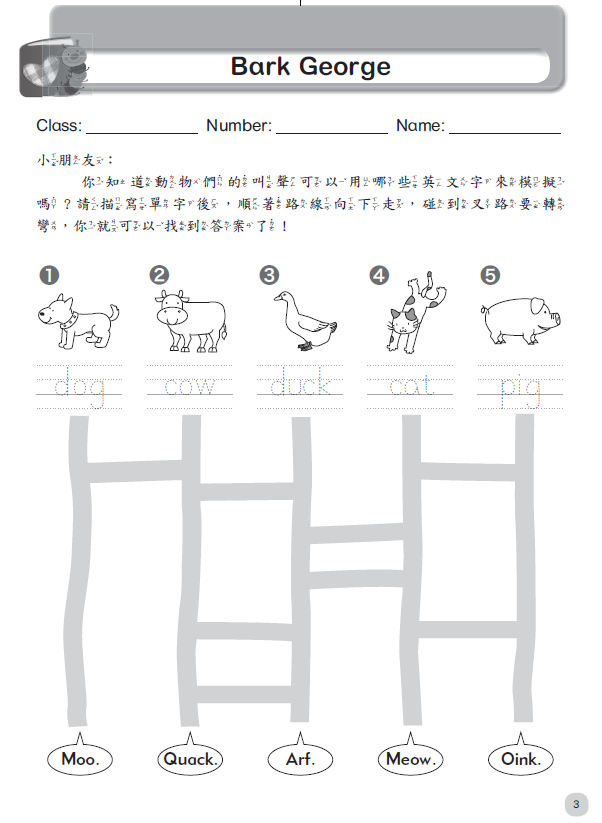 Bark George
Class: Number: Name:
小朋友：
你知道動物們的叫聲可以用哪些英文字來模擬
嗎？請描寫單字後，順著路線向下走，碰到叉路要轉
彎，你就可以找到答案了！
1 2 3 4 5
dog cow duck cat pig
Moo. Quack. Arf. Meow. Oink.
3